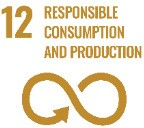 12 RESPONSIBLE
CONSUMPTION
AND PRODUCTION